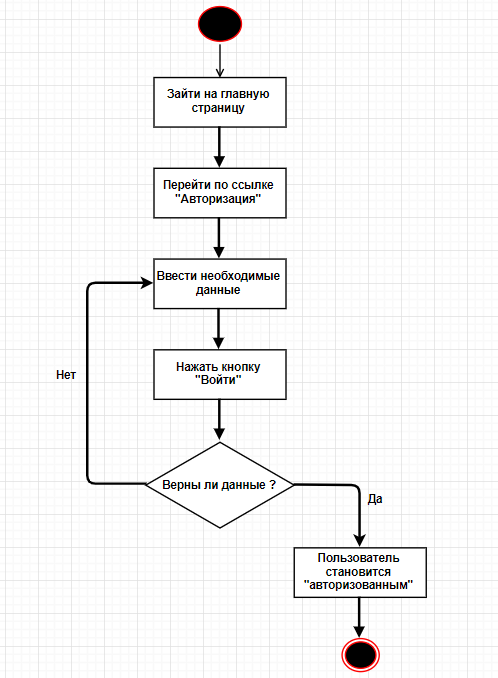 Зайти на главную
страницу
Перейти по ссылке
"Авторизация"
Ввести необходимые
данные
Нажать кнопку
"Войти"
Нет
Верны ли данные ?
Да
Пользователь
становится
"авторизованным"